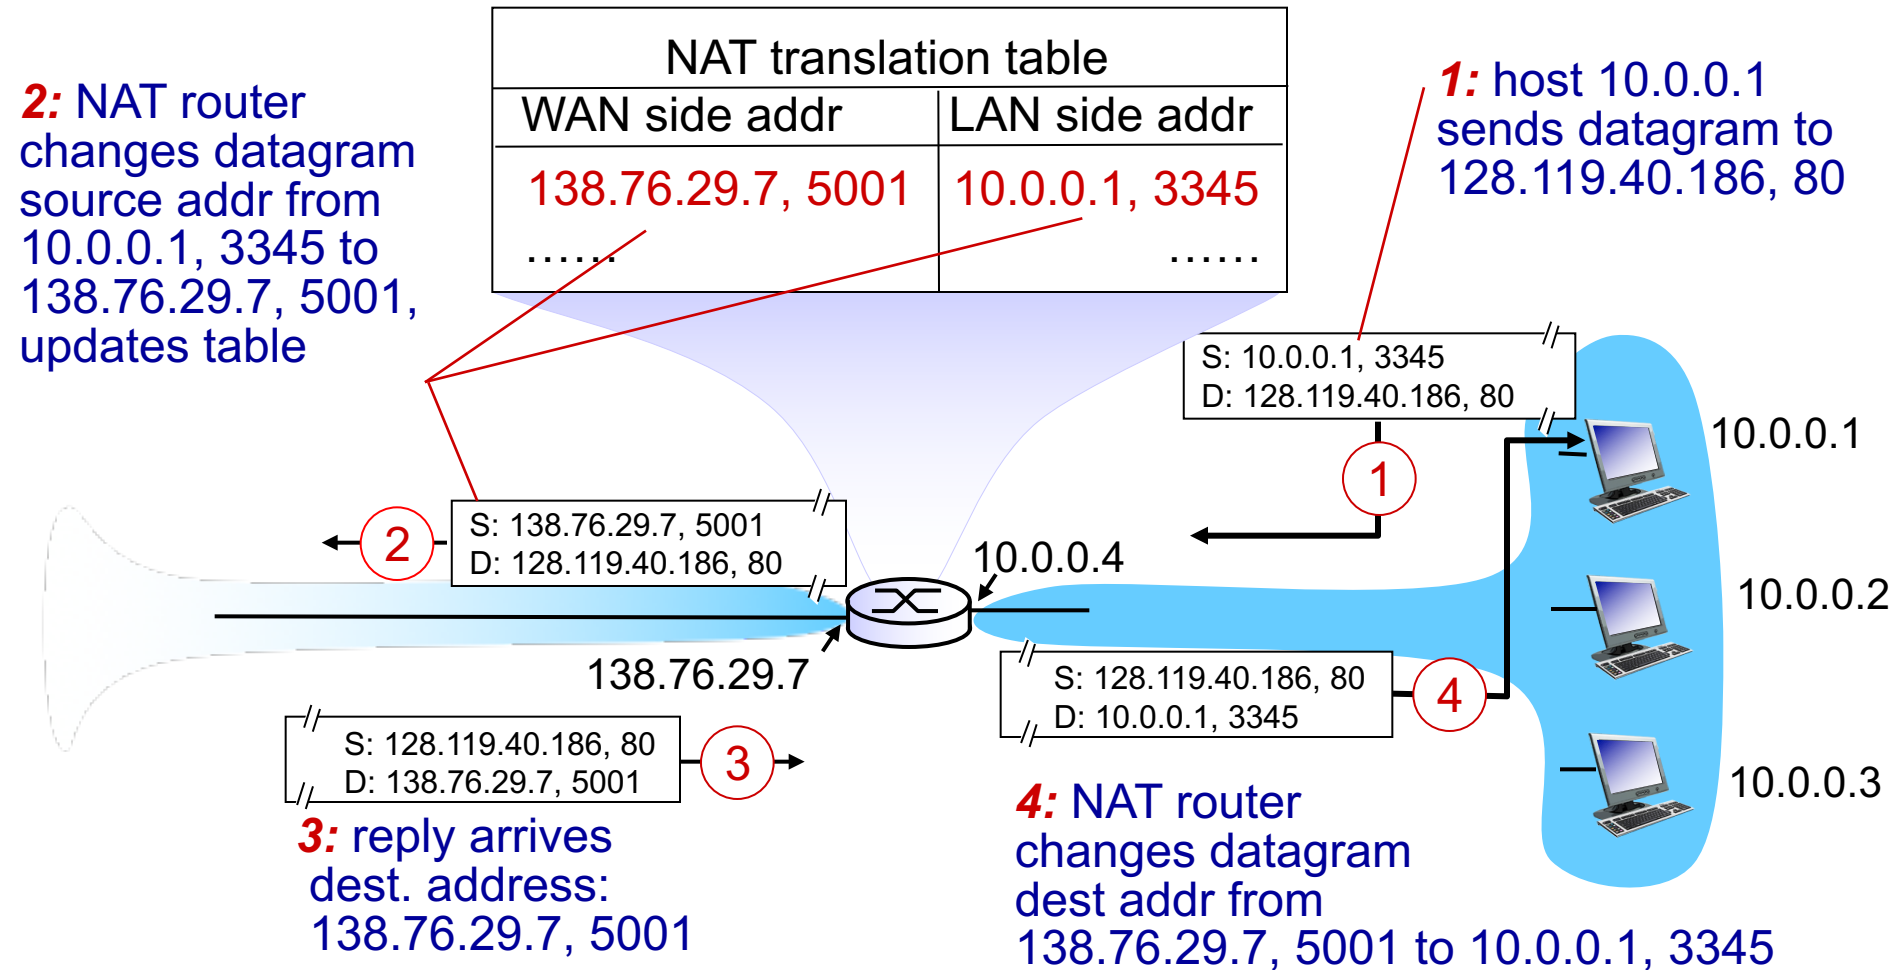 NAT translation table
WAN side addr
LAN side addr
138.76.29.7, 5001
10.0.0.1, 3345
......
......
2: NAT router
changes datagram
source addr from
10.0.0.1, 3345 to
138.76.29.7, 5001,
updates table
1: host 10.0.0.1
sends datagram to
128.119.40.186, 80
S: 10.0.0.1, 3345
D: 128.119.40.186, 80
1
10.0.0.1
2
S: 138.76.29.7, 5001
D: 128.119.40.186, 80
10.0.0.4
10.0.0.2
138.76.29.7
S: 128.119.40.186, 80
D: 10.0.0.1, 3345
4
S: 128.119.40.186, 80
D: 138.76.29.7, 5001
3
10.0.0.3
3: reply arrives
dest. address:
138.76.29.7, 5001
4: NAT router
changes datagram
dest addr from
138.76.29.7, 5001 to 10.0.0.1, 3345